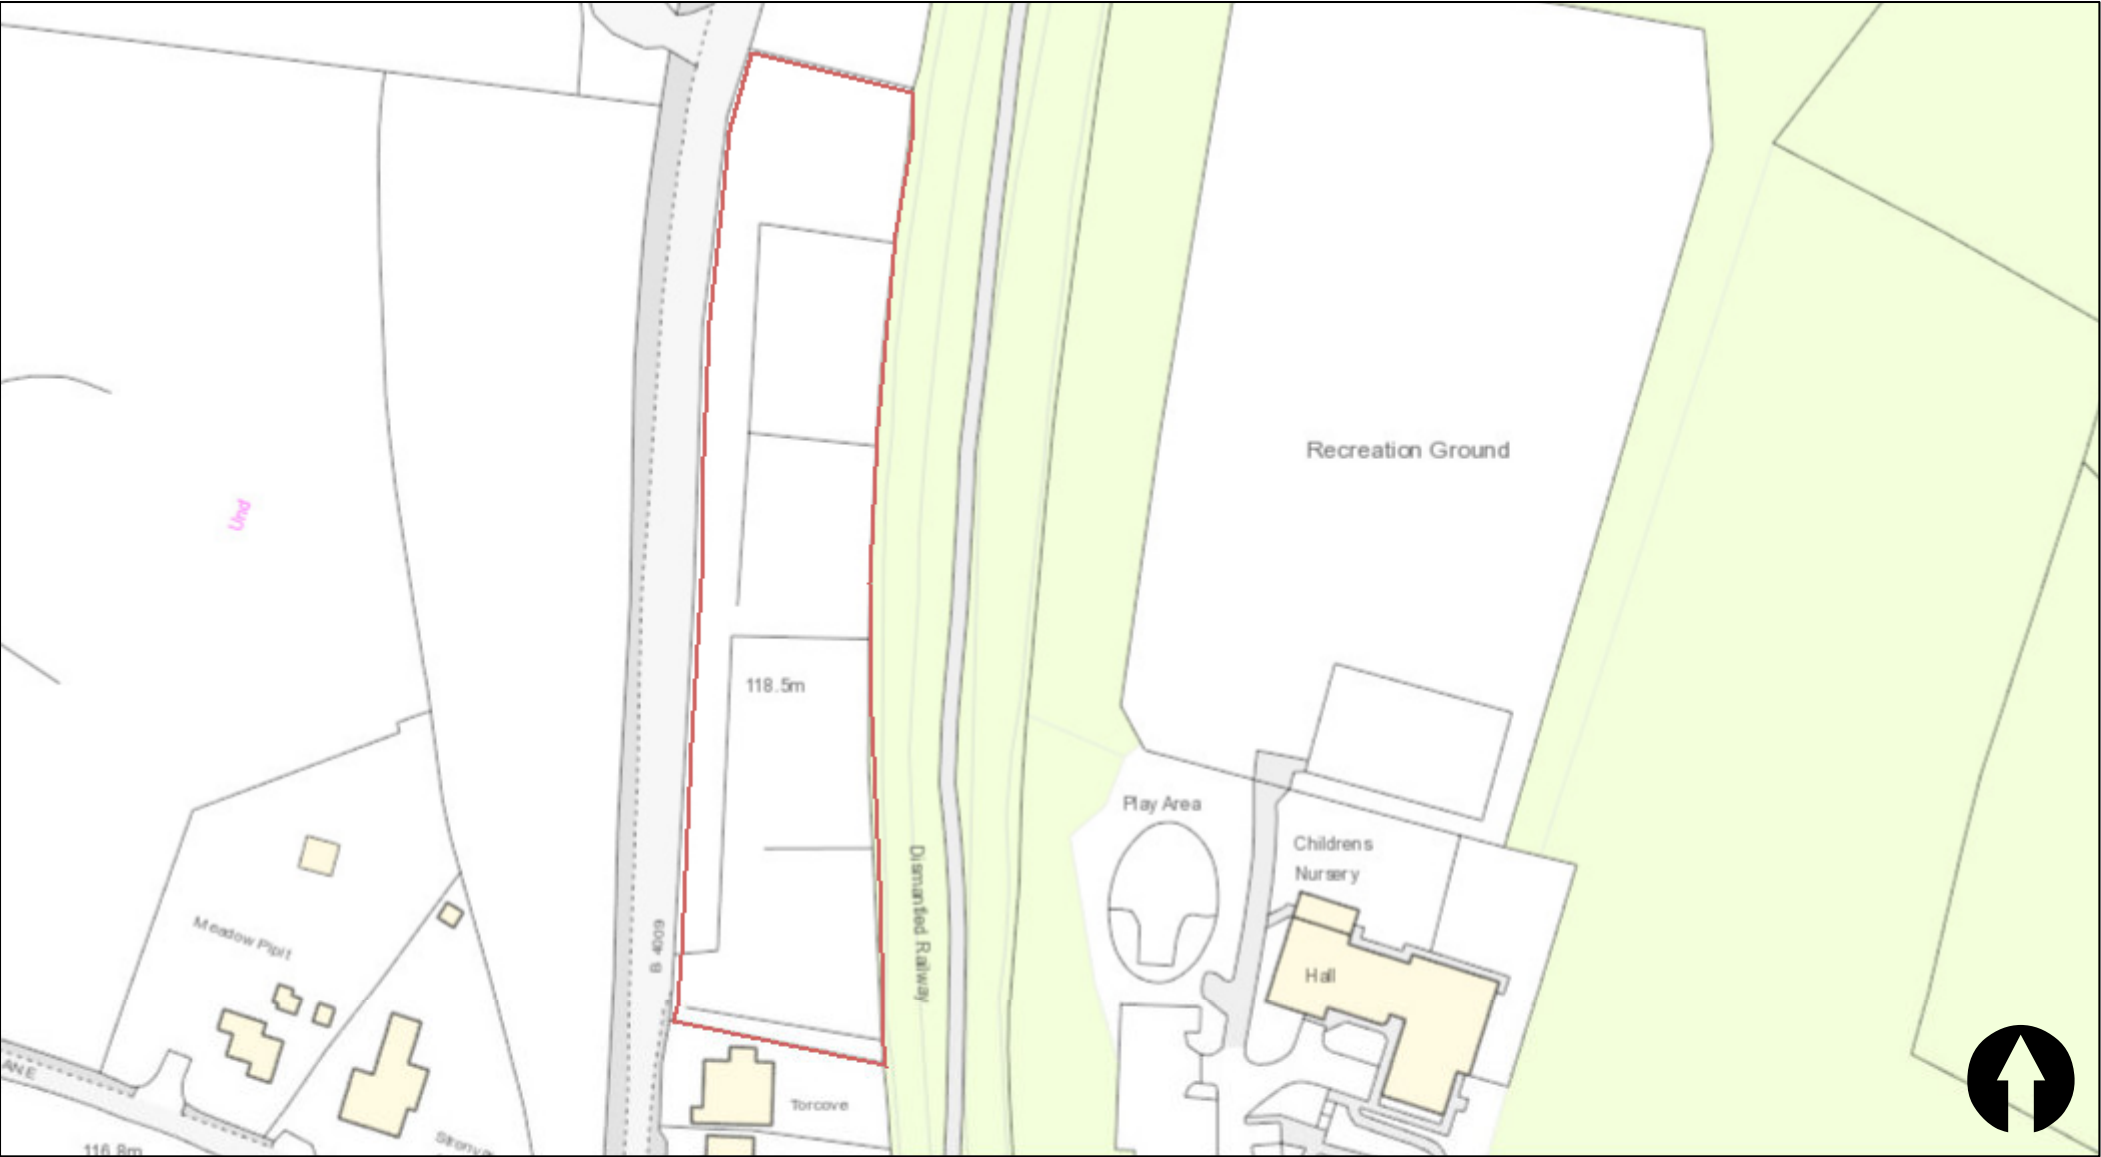 Recreation Ground
Und
118.5m
Play Area
Childrens
Nursery
Dismantled Railway
B 4009
Meadow Pipit
Hall
ANE
Torcove
116.8m